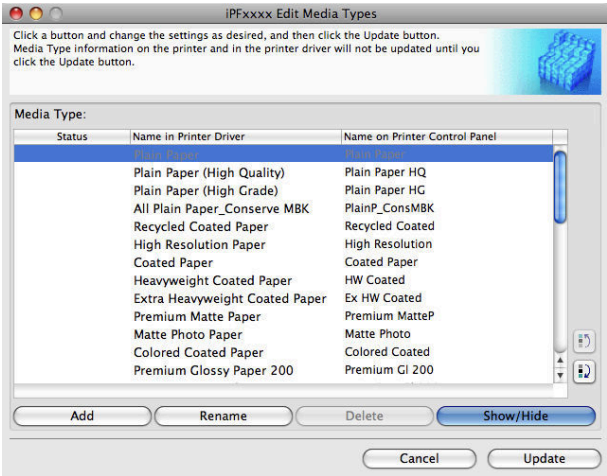 iPFxxxx Edit Media Types
Click a button and change the settings as desired, and then click the Update button.
Media Type information on the printer and in the printer driver will not be updated until you
click the Update button.
Media Type:
Status Name in Printer Driver Name on Printer Control Panel
Plain Paper Plain Paper
Plain Paper (High Quality) Plain Paper HQ
Plain Paper (High Grade) Plain Paper HG
All Plain Paper_Conserve MBK PlainP_ConsMBK
Recycled Coated Paper Recycled Coated
High Resolution Paper High Resolution
Coated Paper Coated Paper
Heavyweight Coated Paper HW Coated
Extra Heavyweight Coated Paper Ex HW Coated
Premium Matte Paper Premium MatteP
Matte Photo Paper Matte Photo
Colored Coated Paper Colored Coated
Premium Glossy Paper 200 Premium Gl 200
Add Rename Delete Show/Hide
Cancel Update